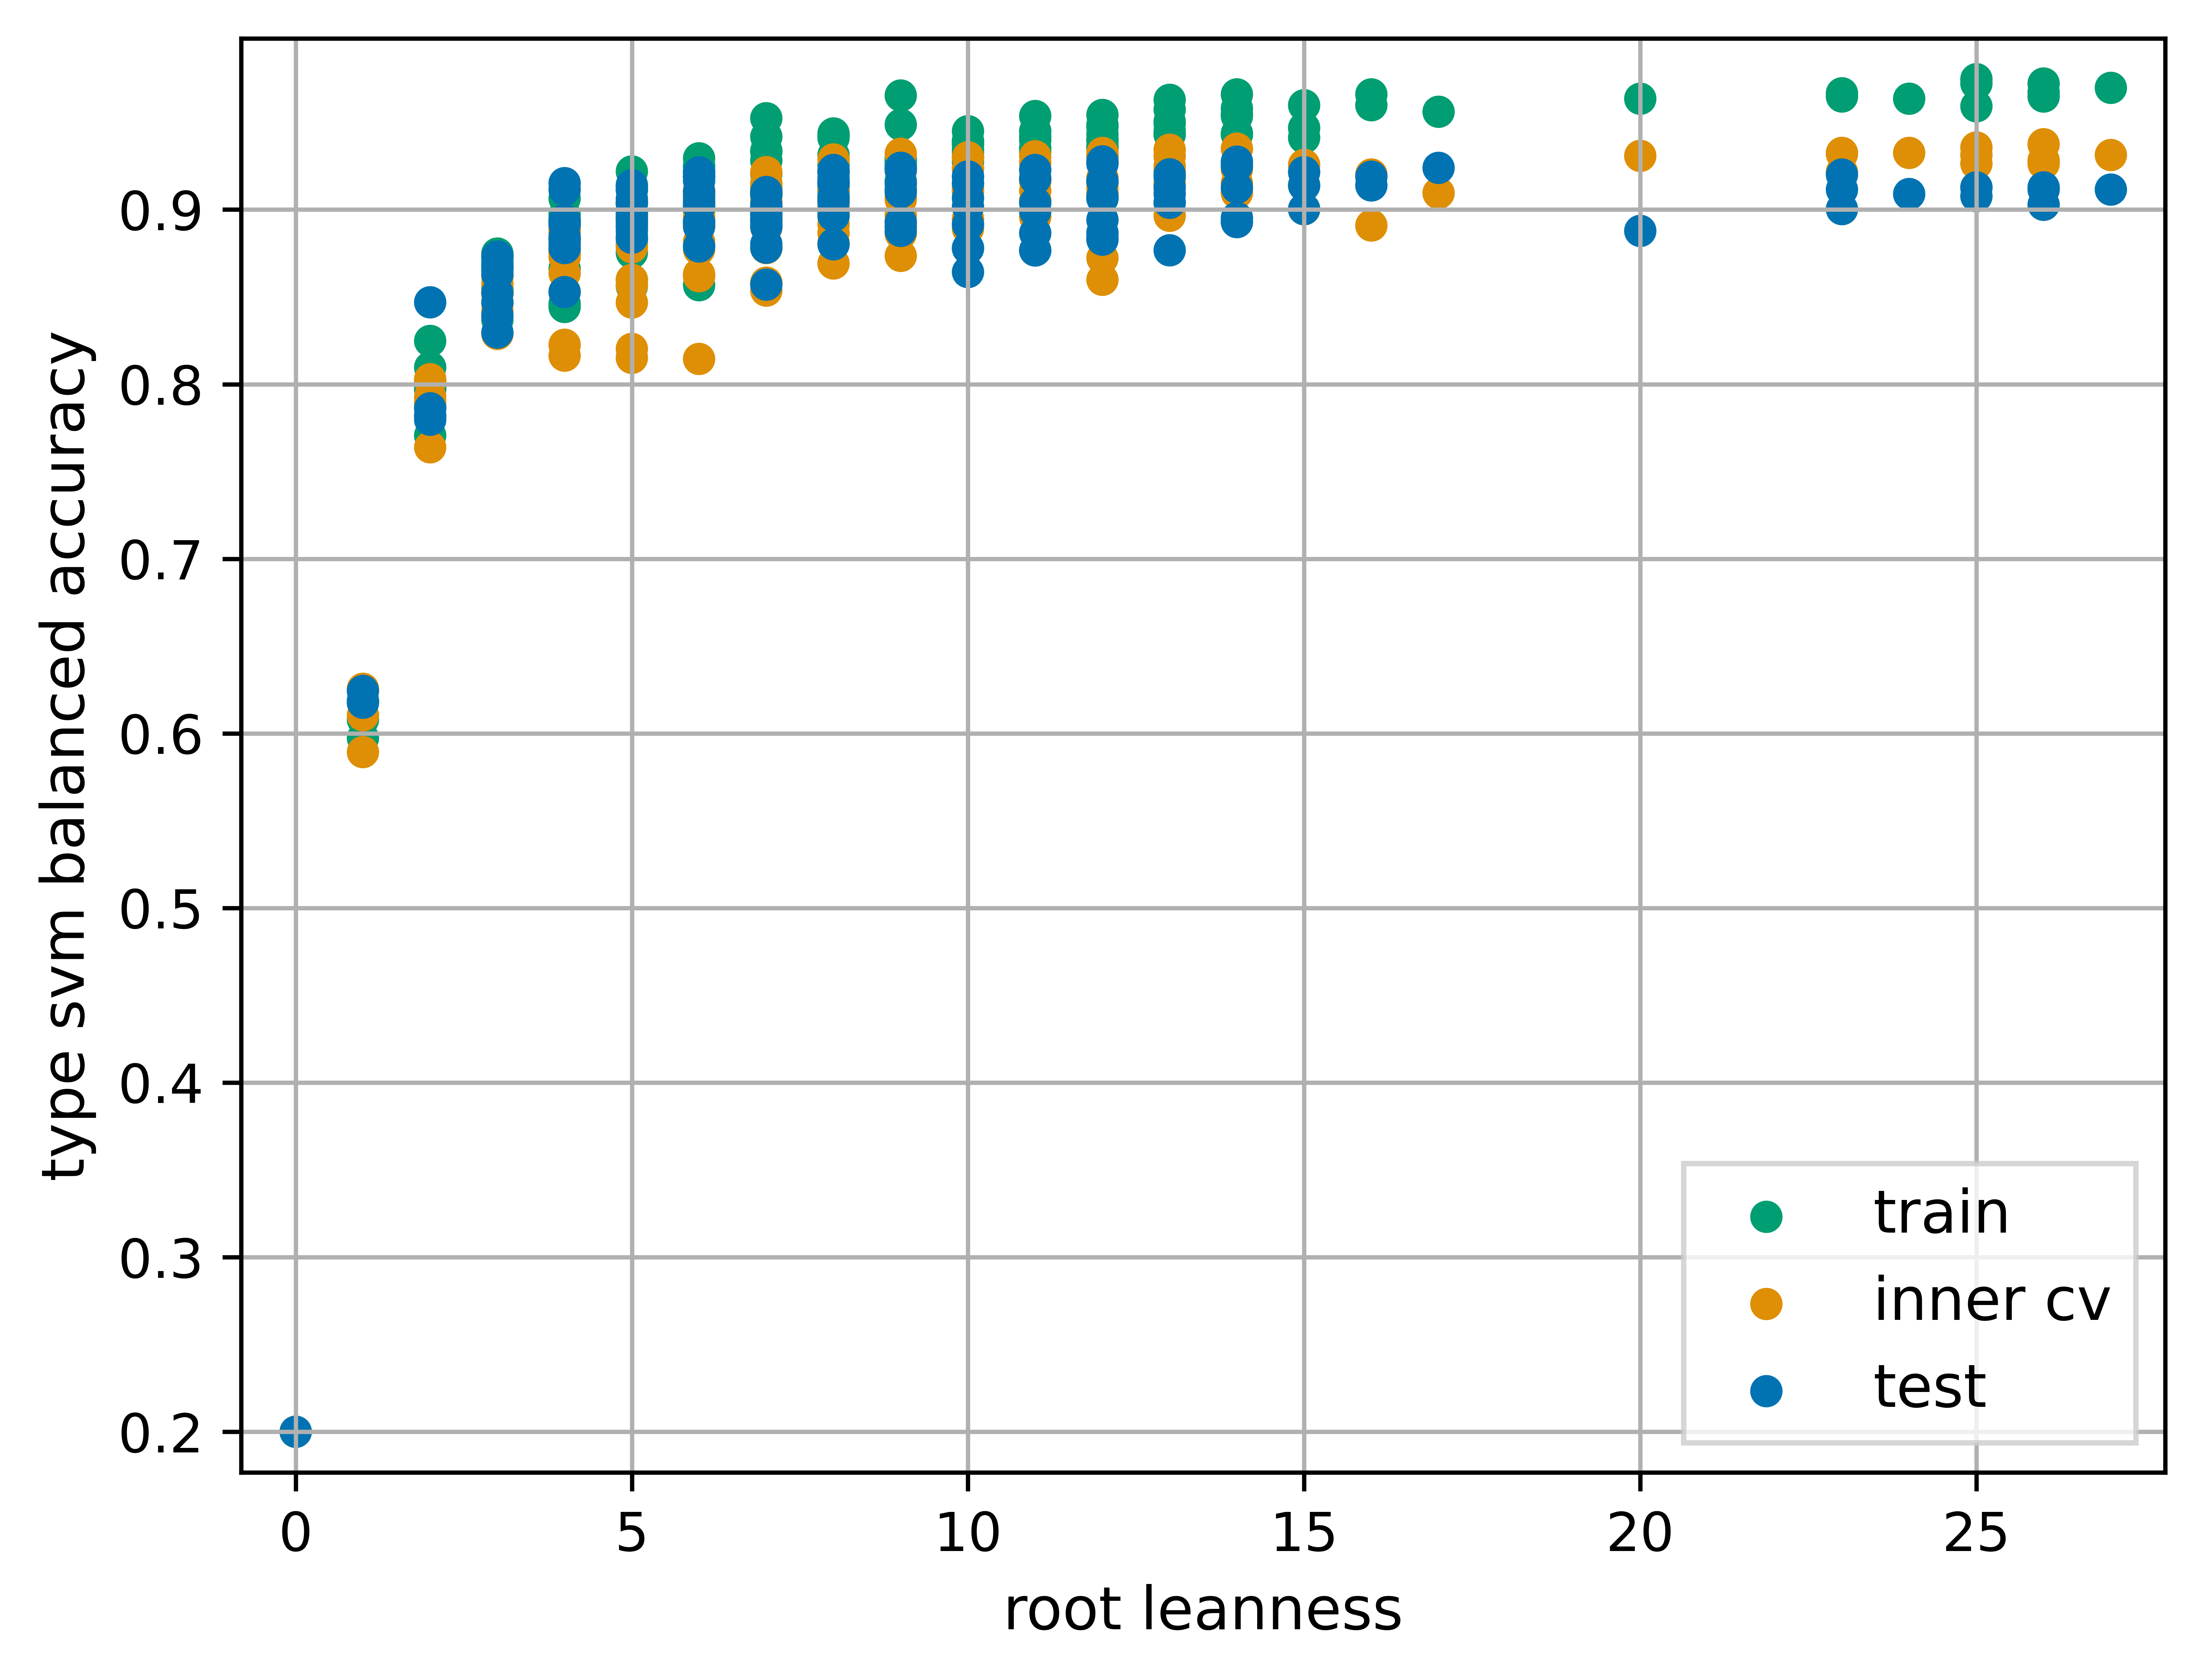 type svm balanced accuracy
0.9
0.8
0.7
0.6
0.5
0.4
0.3
0.2
train
inner cv
test
0 5 10 15 20 25
root leanness